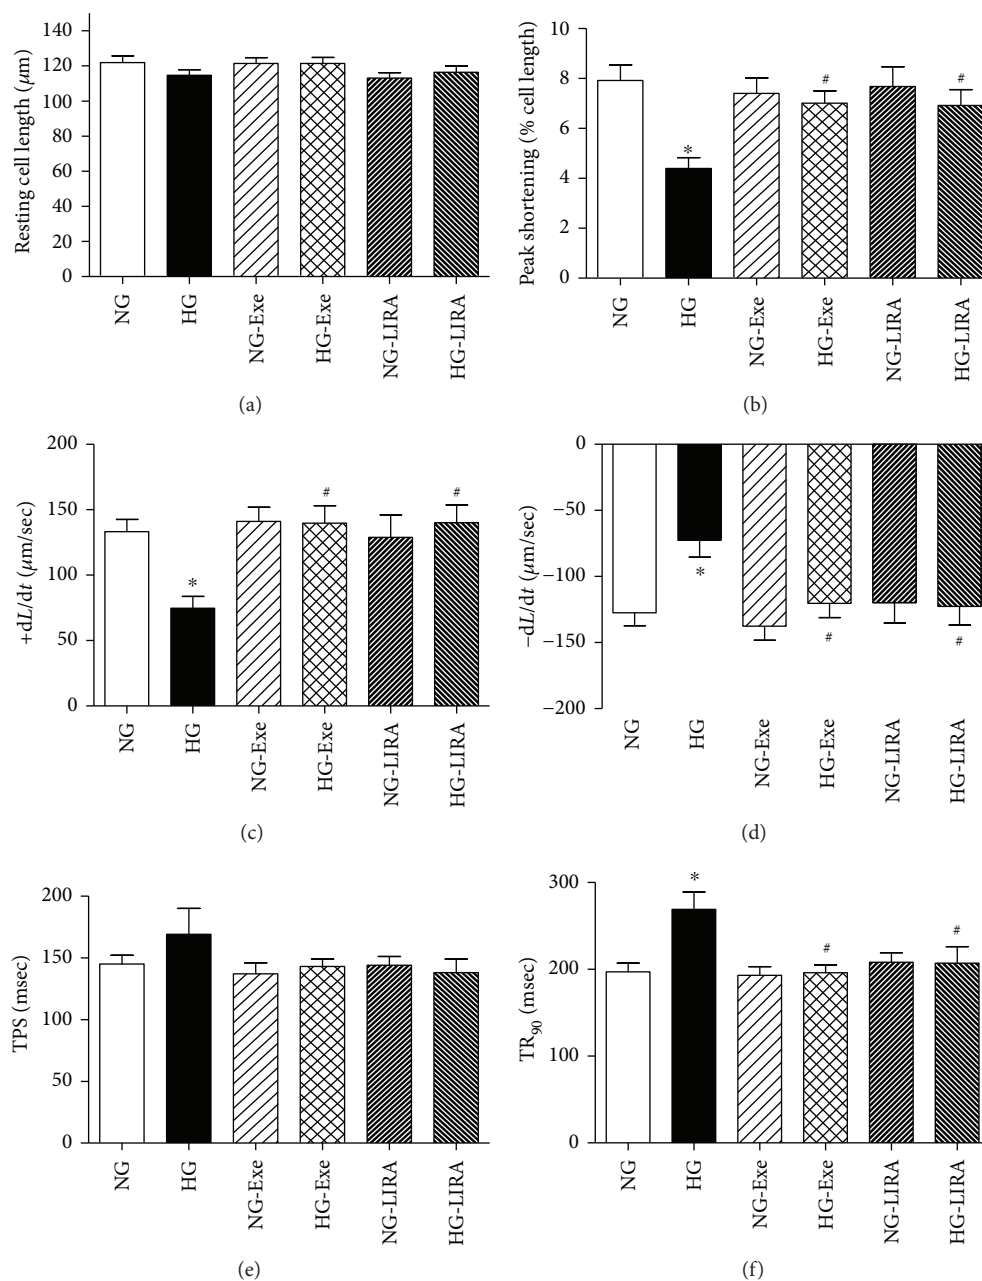 140
120
100
80
60
40
20
0
Resting cell length (μm)
NG
HG
NG-Exe
HG-Exe
NG-LIRA
HG-LIRA
(a)
10
8
6
4
2
0
Peak shortening (% cell length)
*
#
#
NG
HG
NG-Exe
HG-Exe
NG-LIRA
HG-LIRA
(b)
200
150
100
50
0
+dL/dt (μm/sec)
*
#
#
NG
HG
NG-Exe
HG-Exe
NG-LIRA
HG-LIRA
(c)
0
−50
−100
−150
−200
−dL/dt (μm/sec)
*
#
#
NG
HG
NG-Exe
HG-Exe
NG-LIRA
HG-LIRA
(d)
200
150
100
50
0
TPS (msec)
NG
HG
NG-Exe
HG-Exe
NG-LIRA
HG-LIRA
(e)
300
200
100
0
TR90 (msec)
*
#
#
NG
HG
NG-Exe
HG-Exe
NG-LIRA
HG-LIRA
(f)